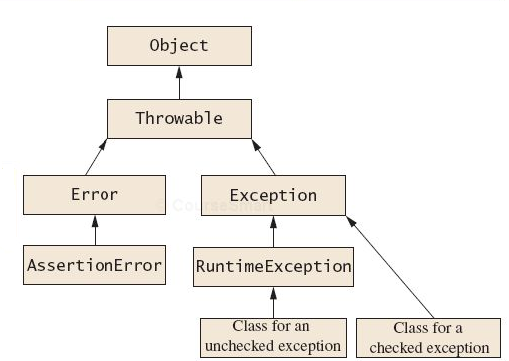 Object
Throwable
Error
Exception
AssertionError
RuntimeException
Class for an
unchecked exception
Class for a
checked exception